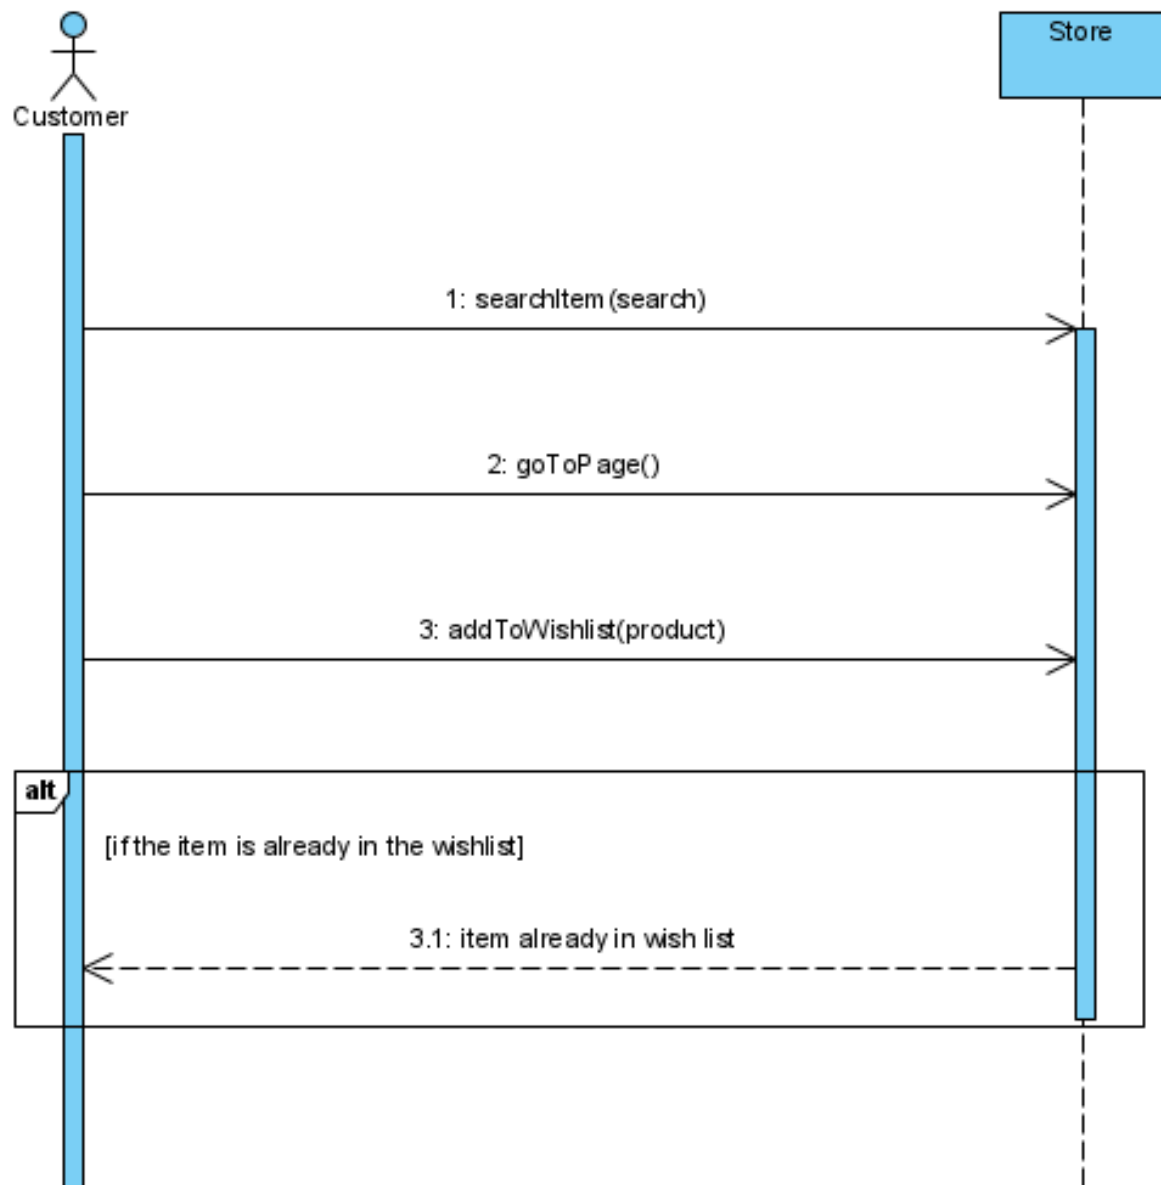 Customer
Store
1: searchItem(search)
2: goToPage()
3: addToWishlist(product)
alt
[if the item is already in the wishlist]
3.1: item already in wish list